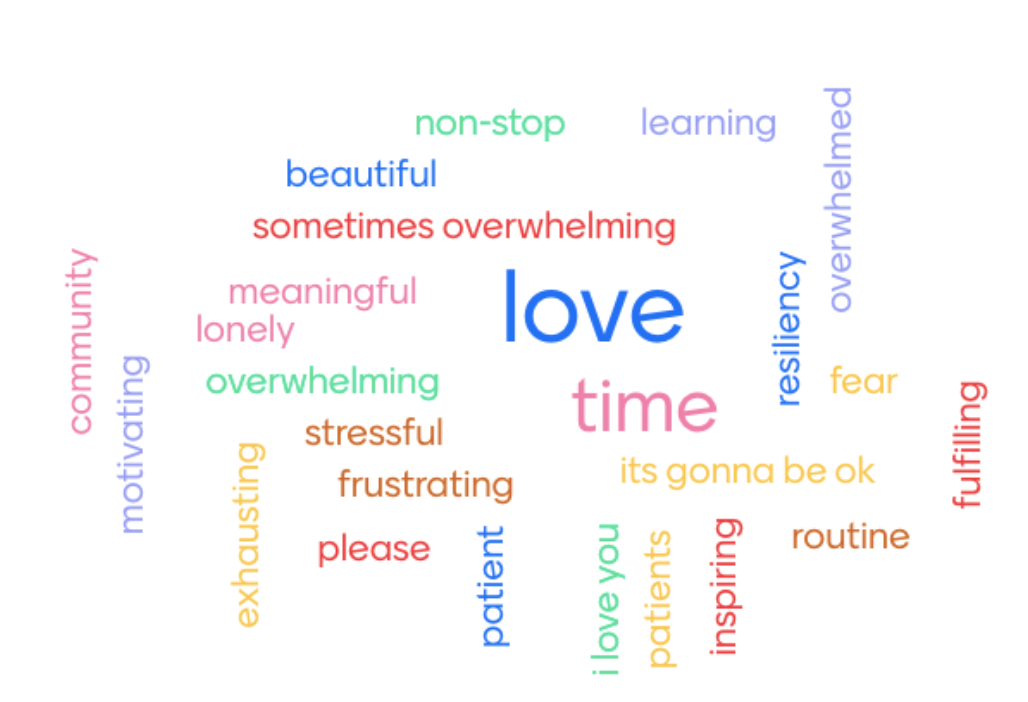 non-stop
learning
overwhelmed
beautiful
sometimes overwhelming
community
meaningful
love
resiliency
lonely
motivating
overwhelming
time
fear
fulfilling
stressful
exhausting
frustrating
its gonna be ok
please
patient
i love you
patients
inspiring
routine